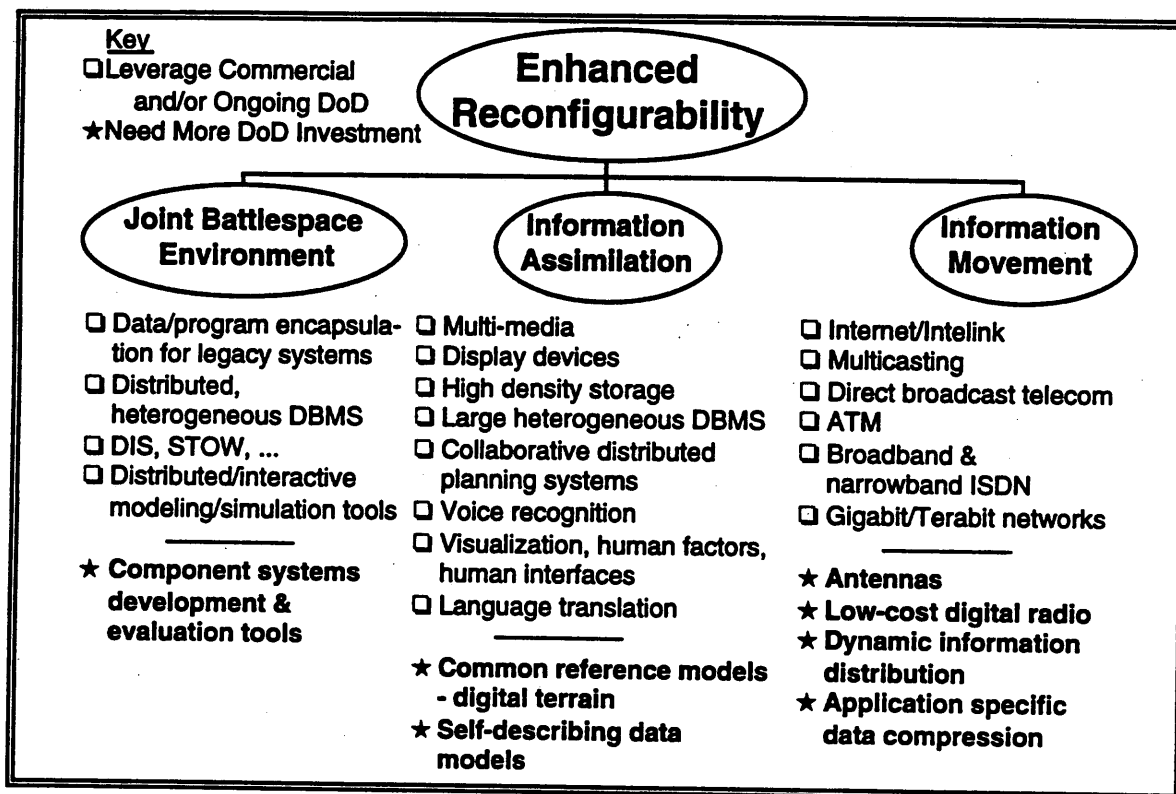 Key
❑Leverage Commercial
and/or Ongoing DoD
★Need More DoD Investment
Enhanced
Reconfigurability
Joint Battlespace
Environment
❑ Data/program encapsula-
tion for legacy systems
❑ Distributed,
heterogeneous DBMS
❑ DIS, STOW, ...
❑ Distributed/interactive
modeling/simulation tools
★ Component systems
development &
evaluation tools
Information
Assimilation
❑ Multi-media
❑ Display devices
❑ High density storage
❑ Large heterogeneous DBMS
❑ Collaborative distributed
planning systems
❑ Voice recognition
❑ Visualization, human factors,
human interfaces
❑ Language translation
★ Common reference models
- digital terrain
★ Self-describing data
models
Information
Movement
❑ Internet/Intelink
❑ Multicasting
❑ Direct broadcast telecom
❑ ATM
❑ Broadband &
narrowband ISDN
❑ Gigabit/Terabit networks
★ Antennas
★ Low-cost digital radio
★ Dynamic information
distribution
★ Application specific
data compression